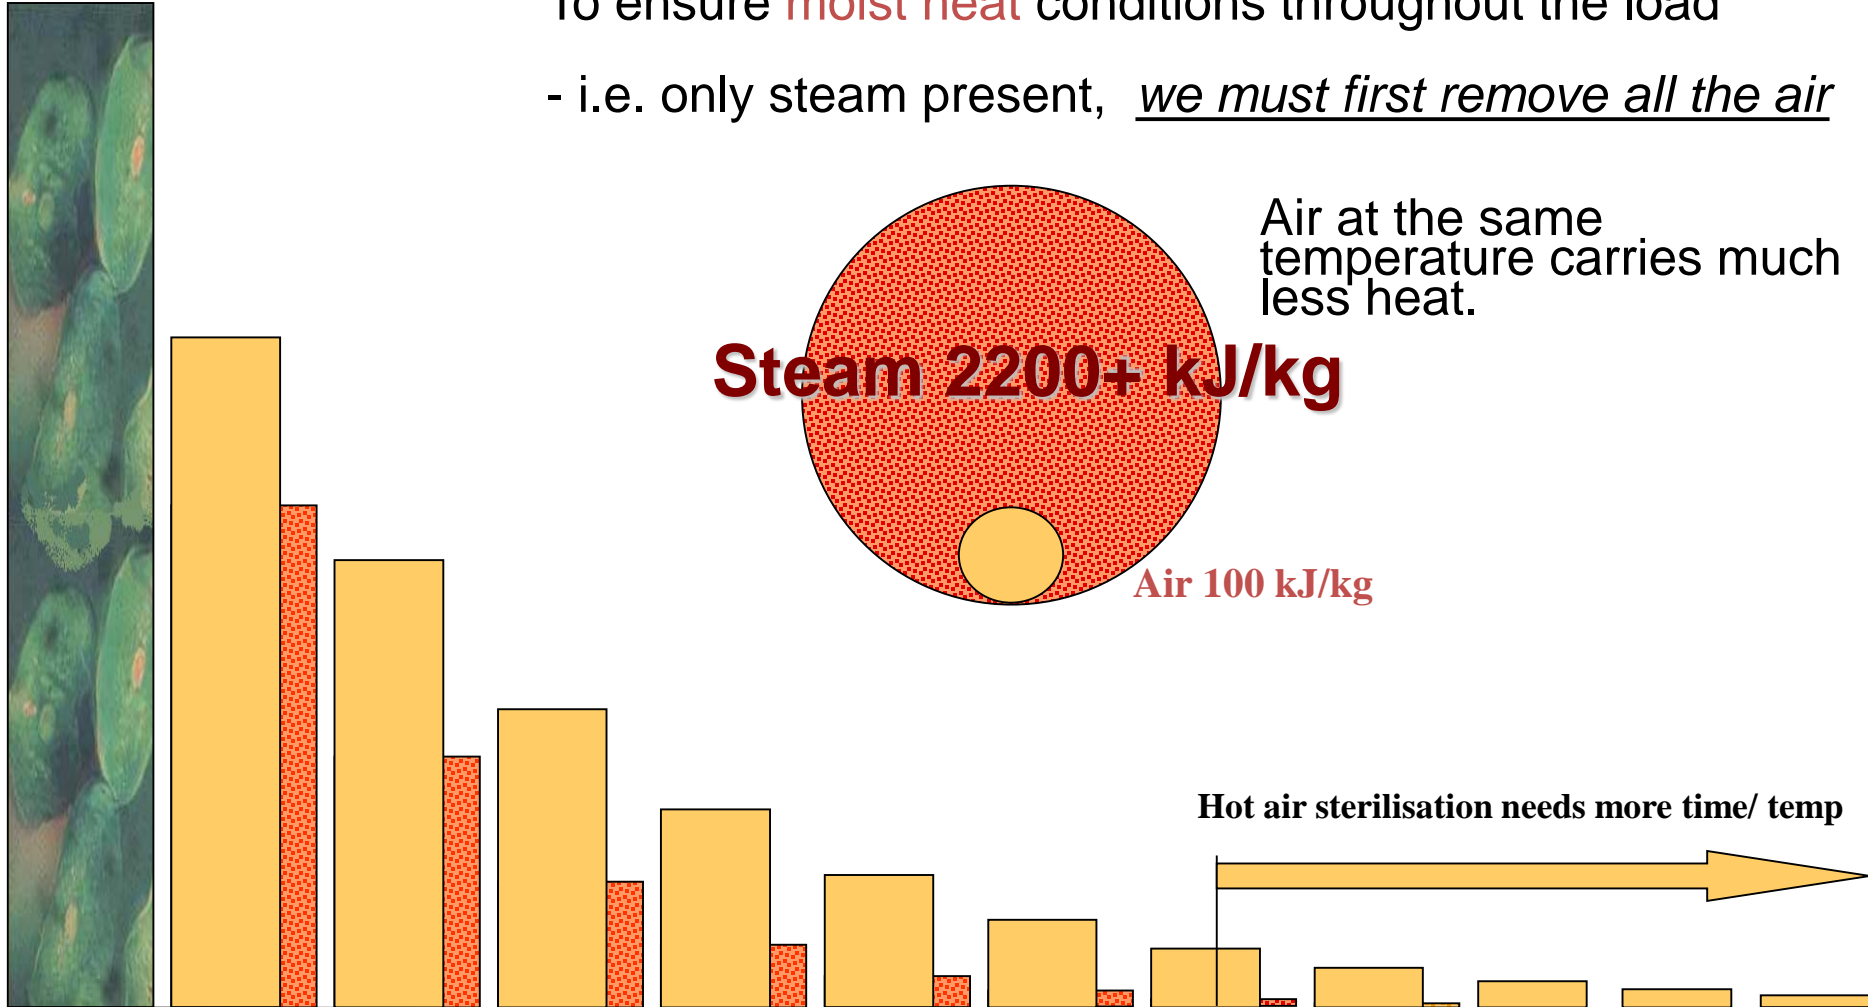 To ensure moist heat conditions throughout the load
- i.e. only steam present, we must first remove all the air
Air at the same
temperature carries much
less heat.
Steam 2200+ kJ/kg
Air 100 kJ/kg
Hot air sterilisation needs more time/ temp